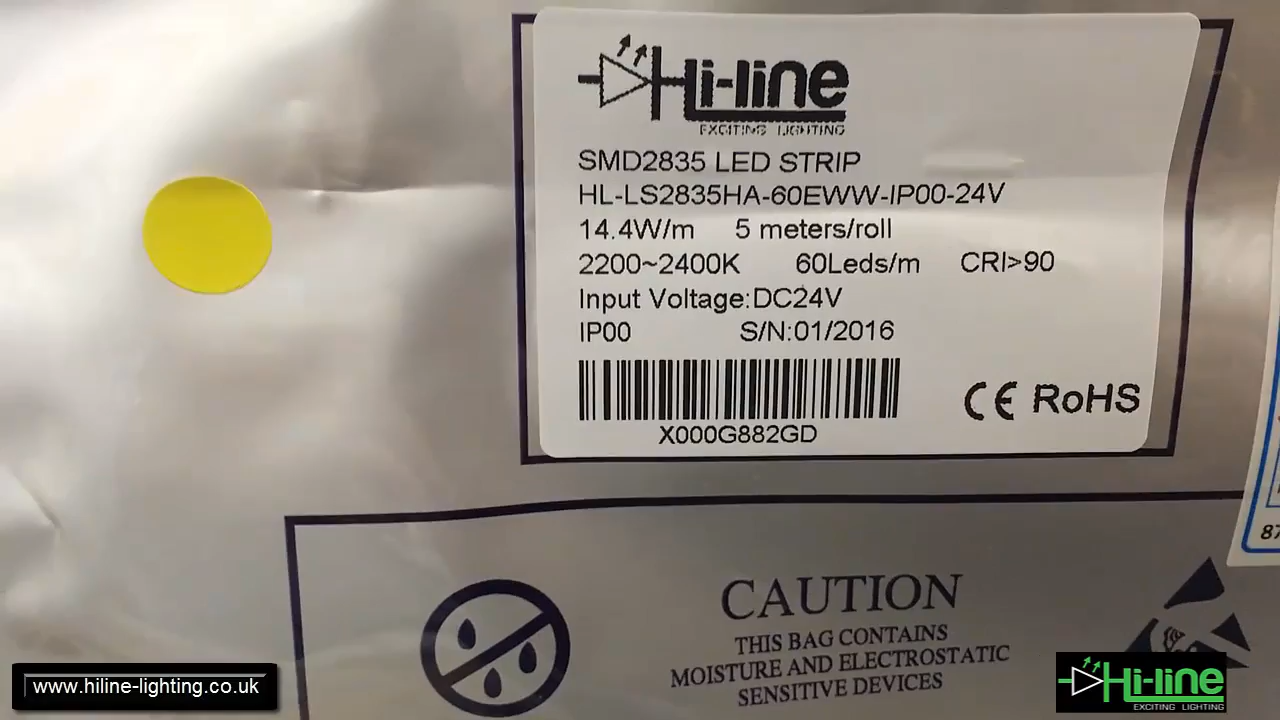 Hi-line
EXCITING LIGHTING
SMD2835 LED STRIP
HL-LS2835HA-60EWW-IP00-24V
14.4W/m 5 meters/roll
2200~2400K 60Leds/m CRI>90
Input Voltage:DC24V
IP00 S/N:01/2016
X000G882GD
CE RoHS
87
CAUTION
THIS BAG CONTAINS
MOISTURE AND ELECTROSTATIC
SENSITIVE DEVICES
www.hiline-lighting.co.uk
Hi-line
EXCITING LIGHTING